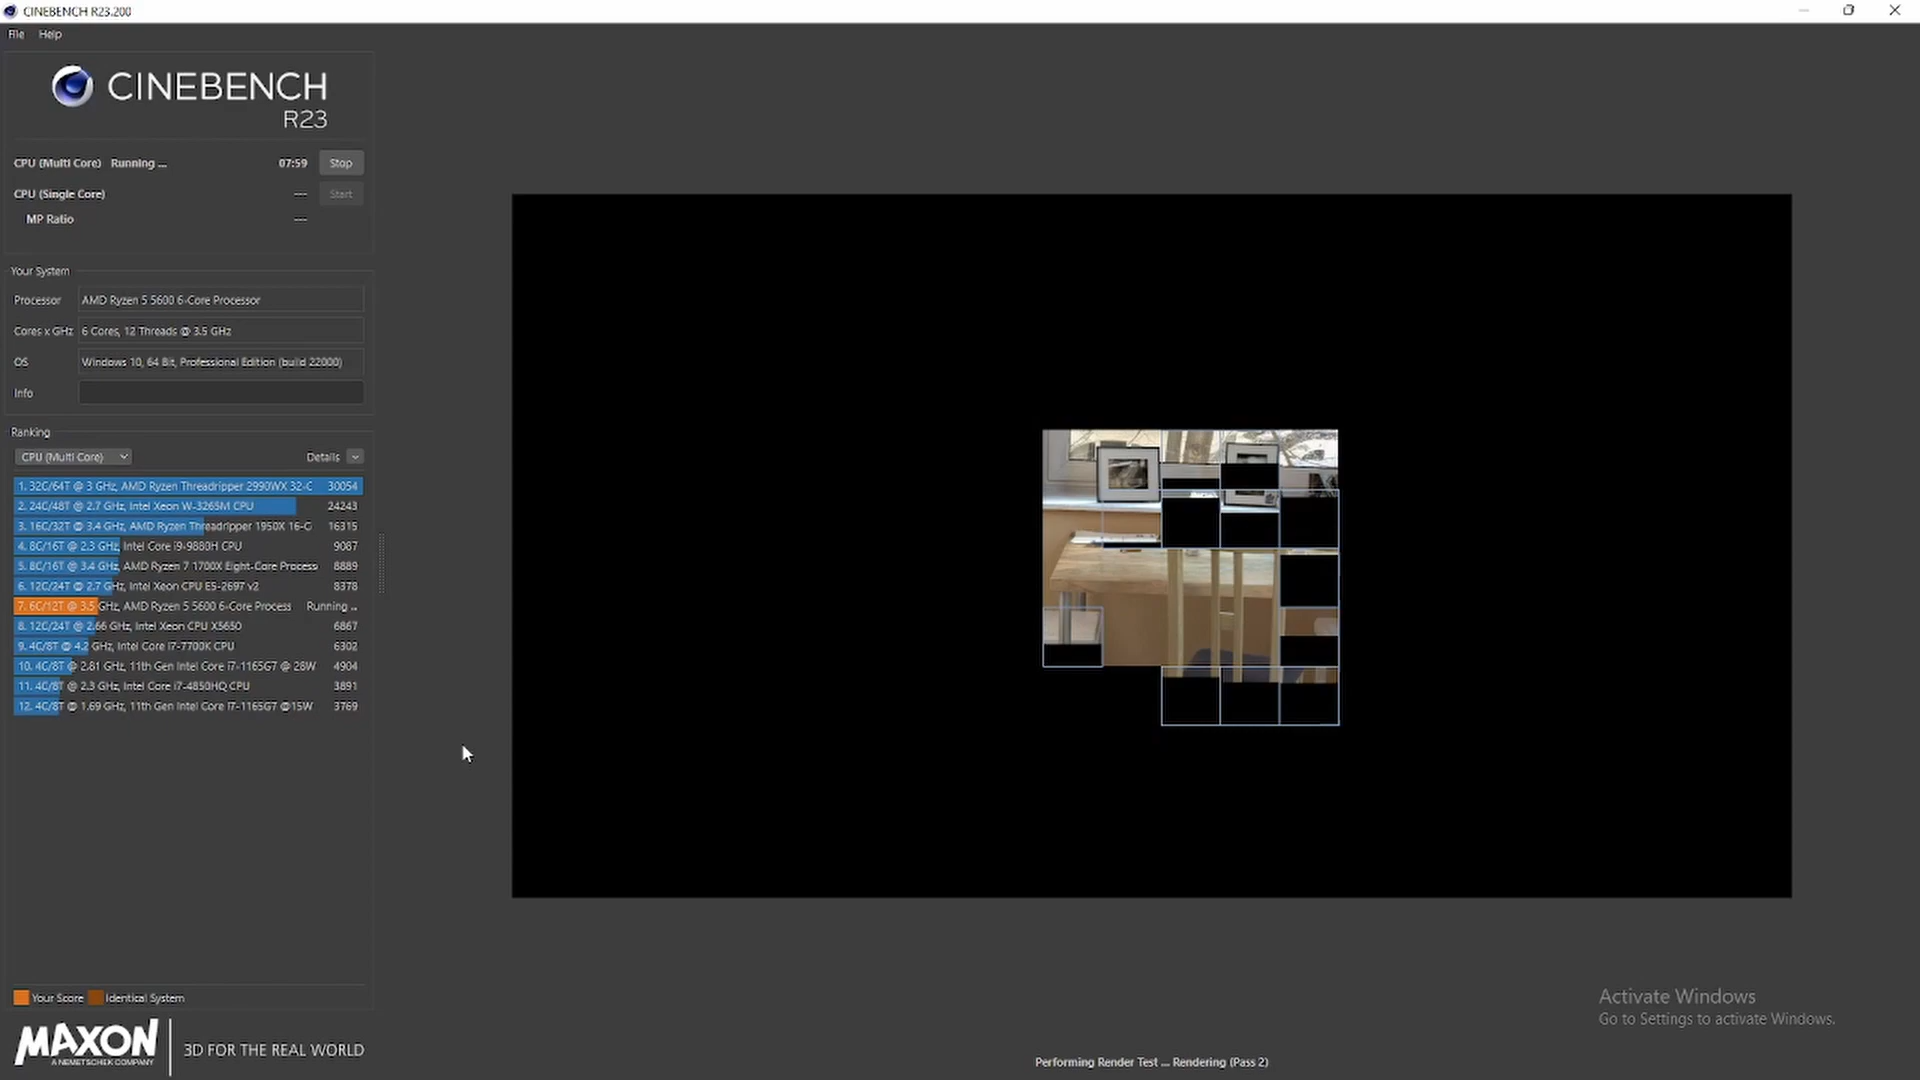 CINEBENCH R23.200
File Help
CINEBENCH
R23
CPU (Multi Core) Running ... 07:59 Stop
CPU (Single Core) --- Start
MP Ratio ---
Your System
Processor AMD Ryzen 5 5600 6-Core Processor
Cores x GHz 6 Cores, 12 Threads @ 3.5 GHz
OS Windows 10, 64 Bit, Professional Edition (build 22000)
Info
Ranking
CPU (Multi Core) Details
1. 32C/64T @ 3 GHz, AMD Ryzen Threadripper 2990WX 32-C 30054
2. 24C/48T @ 2.7 GHz, Intel Xeon W-3265M CPU 24243
3. 16C/32T @ 3.4 GHz, AMD Ryzen Threadripper 1950X 16-C 16315
4. 8C/16T @ 2.3 GHz, Intel Core i9-9880H CPU 9087
5. 8C/16T @ 3.4 GHz, AMD Ryzen 7 1700X Eight-Core Process 8889
6. 12C/24T @ 2.7 GHz, Intel Xeon CPU E5-2697 v2 8378
7. 6C/12T @ 3.5 GHz, AMD Ryzen 5 5600 6-Core Process Running ..
8. 12C/24T @ 2.66 GHz, Intel Xeon CPU X5650 6867
9. 4C/8T @ 4.2 GHz, Intel Core i7-7700K CPU 6302
10. 4C/8T @ 2.81 GHz, 11th Gen Intel Core i7-1165G7 @ 28W 4904
11. 4C/8T @ 2.3 GHz, Intel Core i7-4850HQ CPU 3891
12. 4C/8T @ 1.69 GHz, 11th Gen Intel Core i7-1165G7 @15W 3769
Your Score Identical System
MAXON
A NEMETSCHEK COMPANY
3D FOR THE REAL WORLD
Activate Windows
Go to Settings to activate Windows.
Performing Render Test ... Rendering (Pass 2)